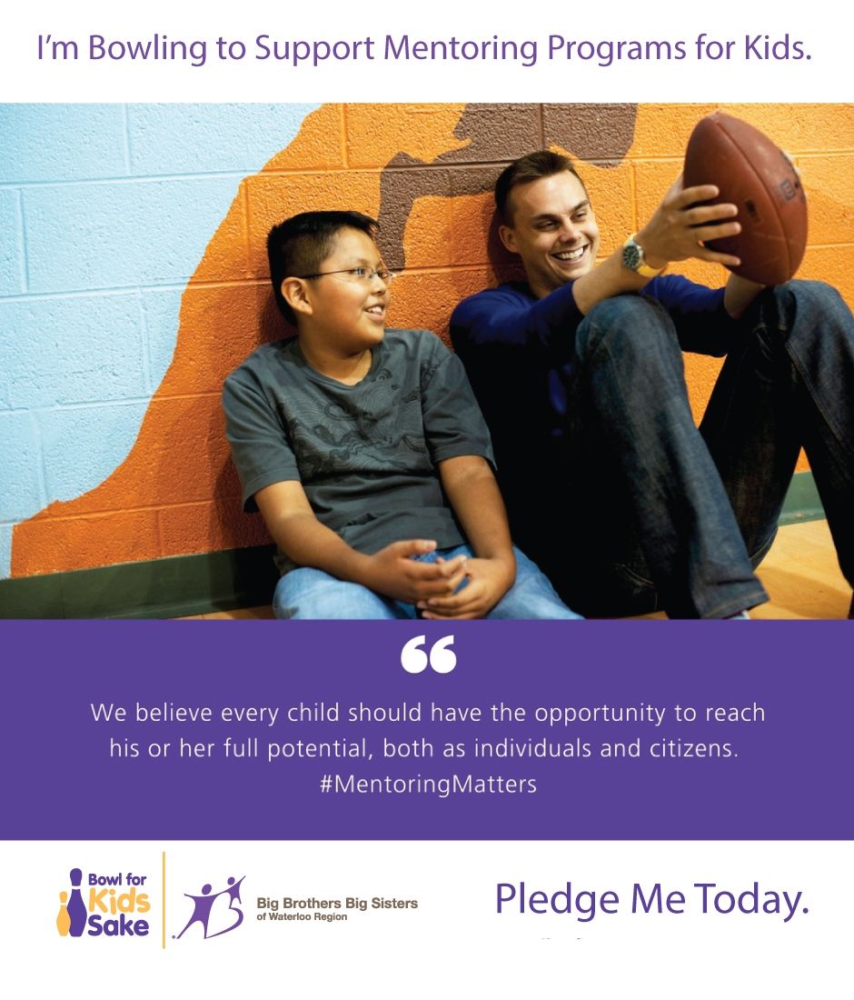 I'm Bowling to Support Mentoring Programs for Kids.
We believe every child should have the opportunity to reach
his or her full potential, both as individuals and citizens.
#MentoringMatters
Bowl for
Kids
Sake
Big Brothers Big Sisters
of Waterloo Region
Pledge Me Today.